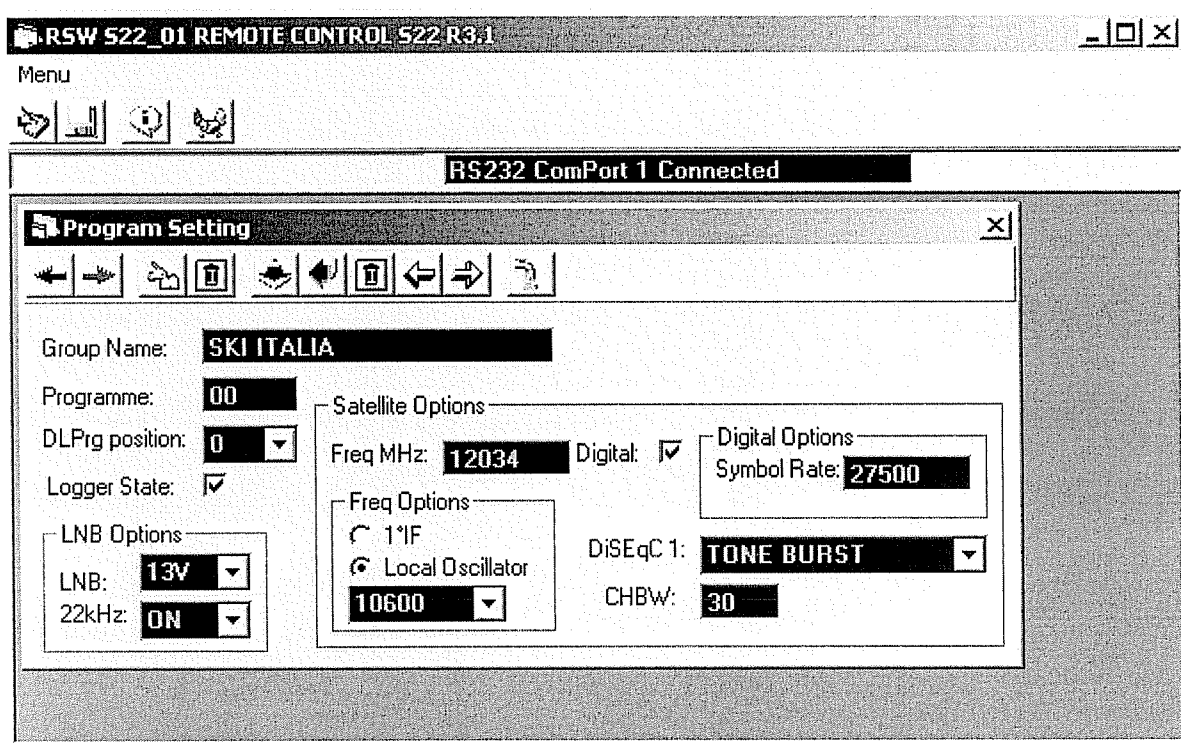 RSW S22_01 REMOTE CONTROL S22 R3.1
Menu
RS232 ComPort 1 Connected
Program Setting
Group Name: SKI ITALIA
Programme: 00
DLPrg position: 0
Logger State:
LNB Options
LNB: 13V
22kHz: ON
Satellite Options
Freq MHz: 12034 Digital:
Freq Options
1°IF
Local Oscillator
10600
Digital Options
Symbol Rate: 27500
DiSEqC 1: TONE BURST
CHBW: 30